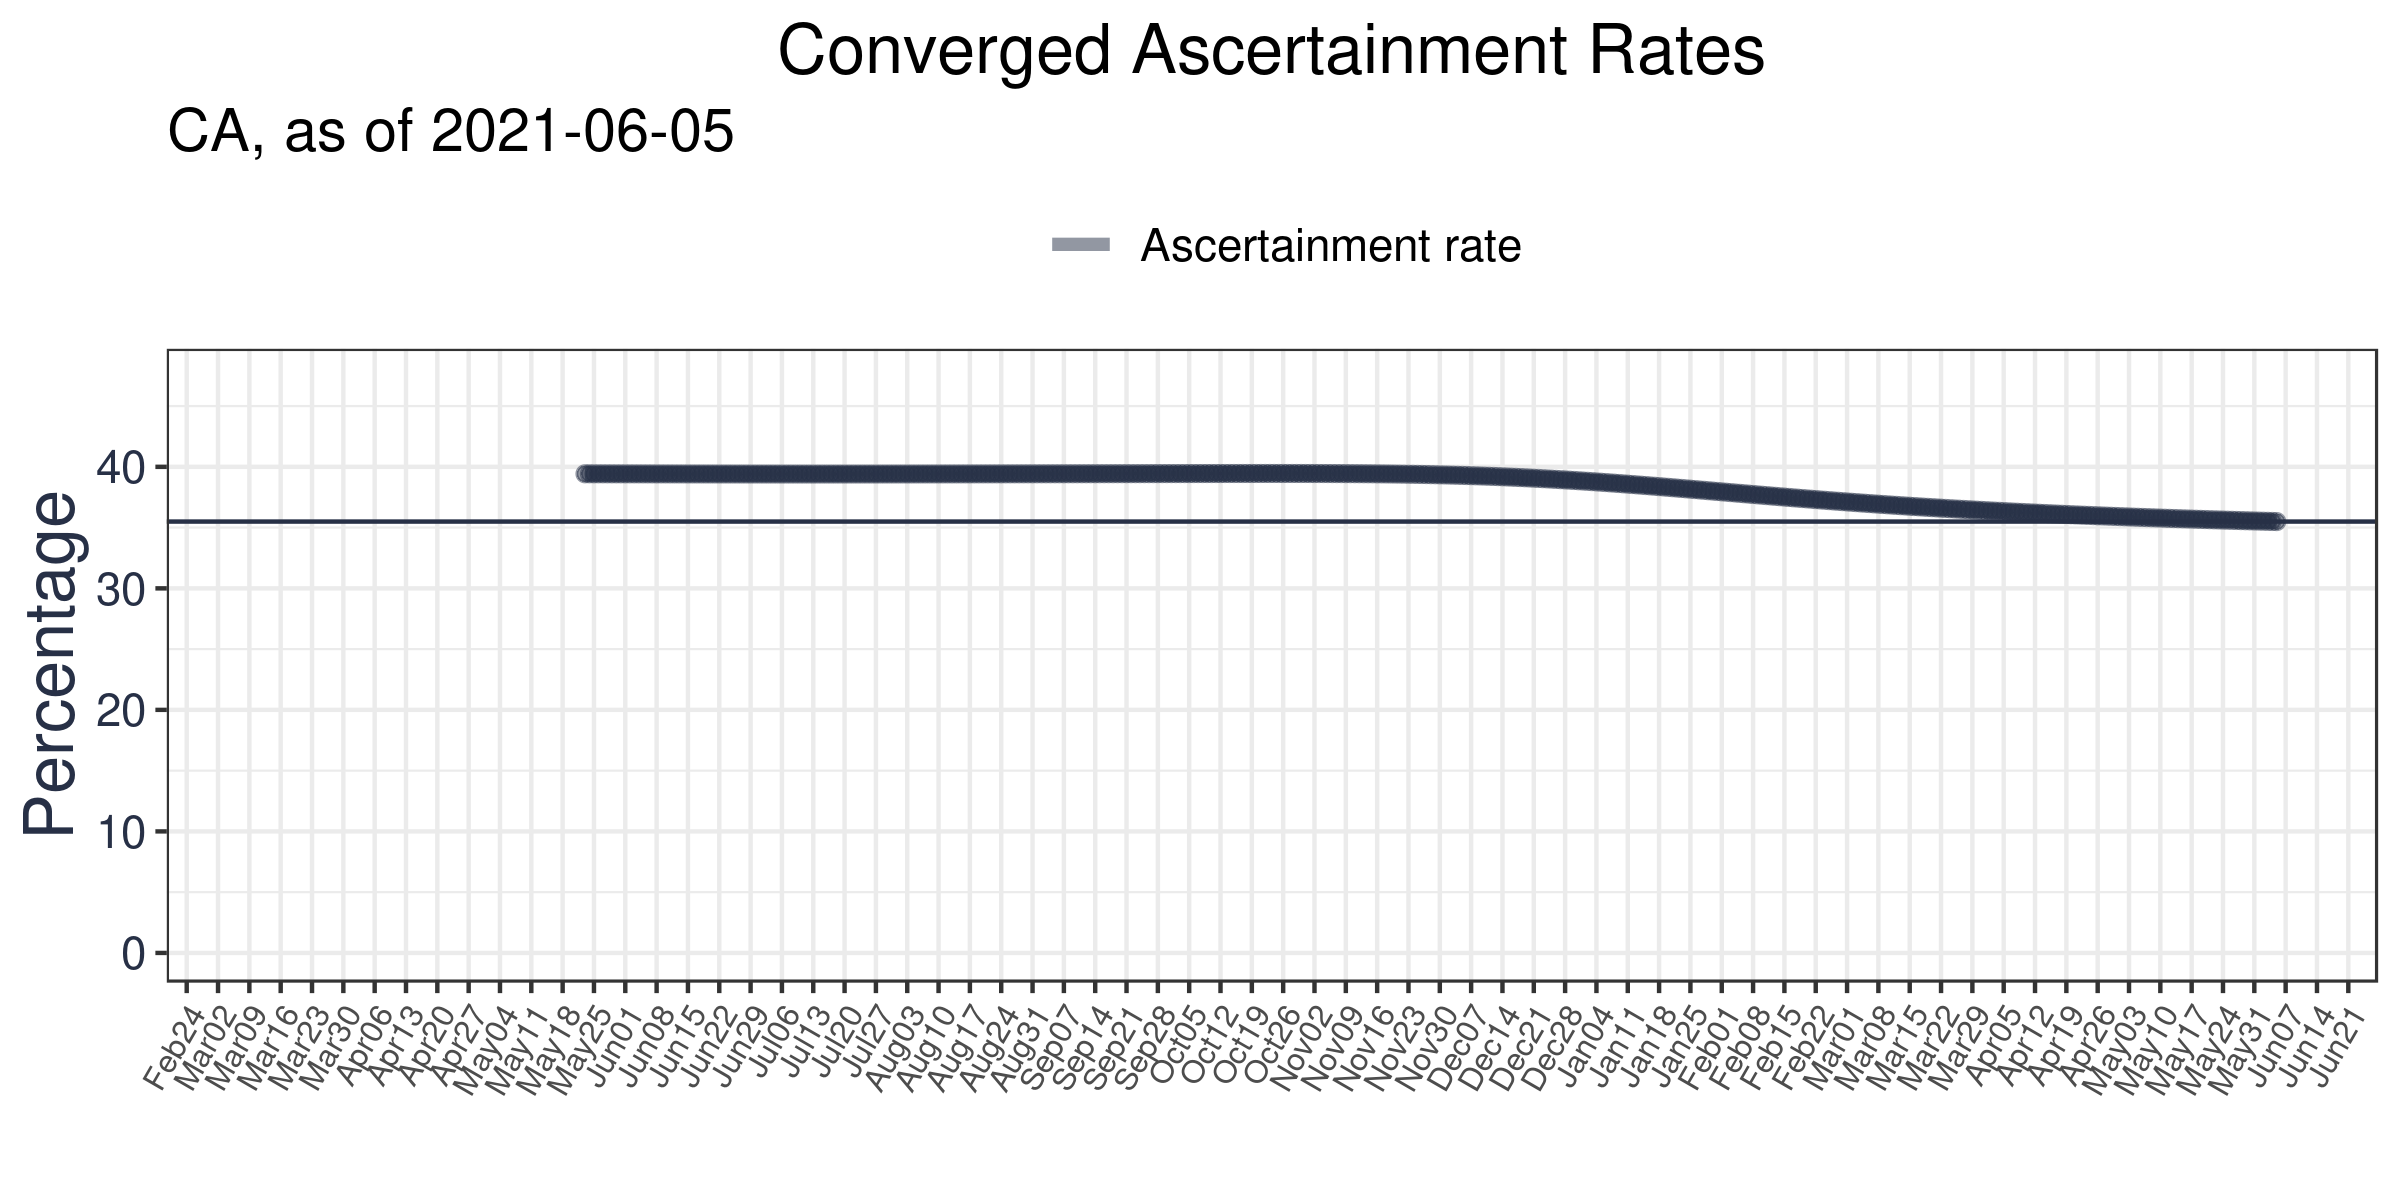 Converged Ascertainment Rates
CA, as of 2021-06-05
Ascertainment rate
Percentage
40
30
20
10
0
Feb24 Mar02 Mar09 Mar16 Mar23 Mar30 Apr06 Apr13 Apr20 Apr27 May04 May11 May18 May25 Jun01 Jun08 Jun15 Jun22 Jun29 Jul06 Jul13 Jul20 Jul27 Aug03 Aug10 Aug17 Aug24 Aug31 Sep07 Sep14 Sep21 Sep28 Oct05 Oct12 Oct19 Oct26 Nov02 Nov09 Nov16 Nov23 Nov30 Dec07 Dec14 Dec21 Dec28 Jan04 Jan11 Jan18 Jan25 Feb01 Feb08 Feb15 Feb22 Mar01 Mar08 Mar15 Mar22 Mar29 Apr05 Apr12 Apr19 Apr26 May03 May10 May17 May24 May31 Jun07 Jun14 Jun21